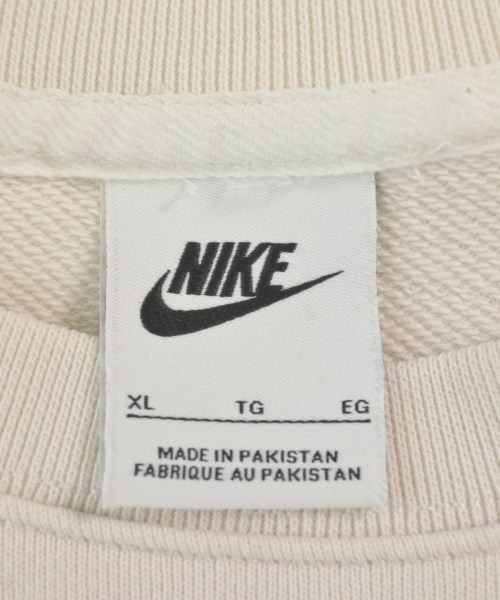 NIKE
XL TG EG
MADE IN PAKISTAN
FABRIQUE AU PAKISTAN